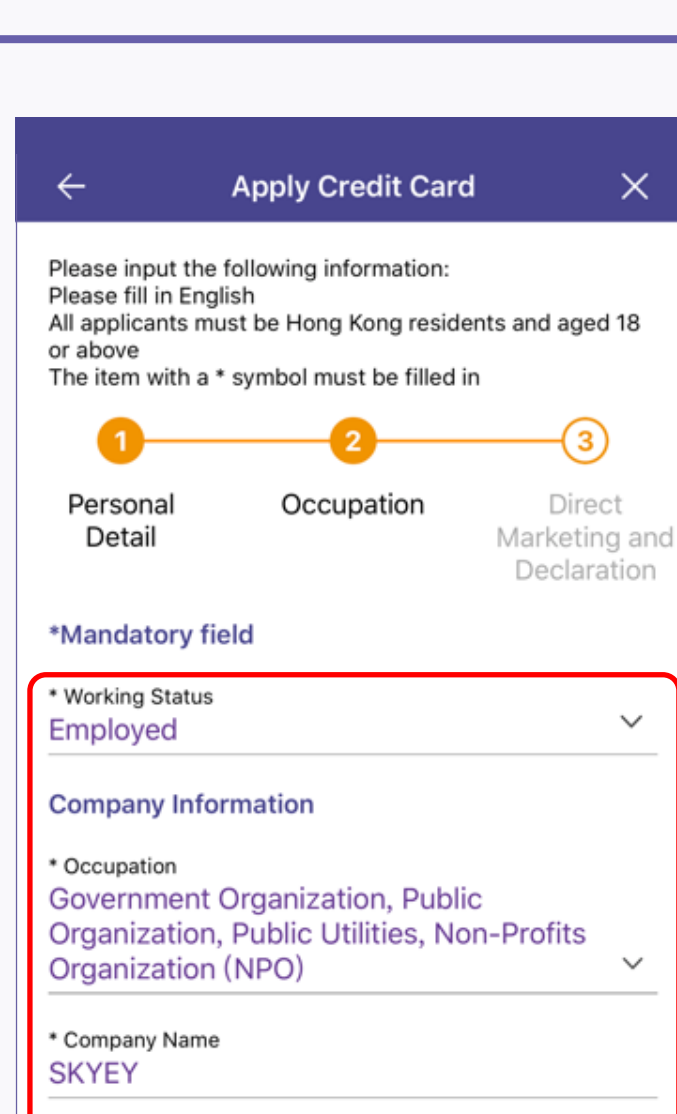 Apply Credit Card
Please input the following information:
Please fill in English
All applicants must be Hong Kong residents and aged 18
or above
The item with a * symbol must be filled in
1 2 3
Personal Detail
Occupation
Direct Marketing and Declaration
*Mandatory field
* Working Status
Employed
Company Information
* Occupation
Government Organization, Public
Organization, Public Utilities, Non-Profits
Organization (NPO)
* Company Name
SKYEY